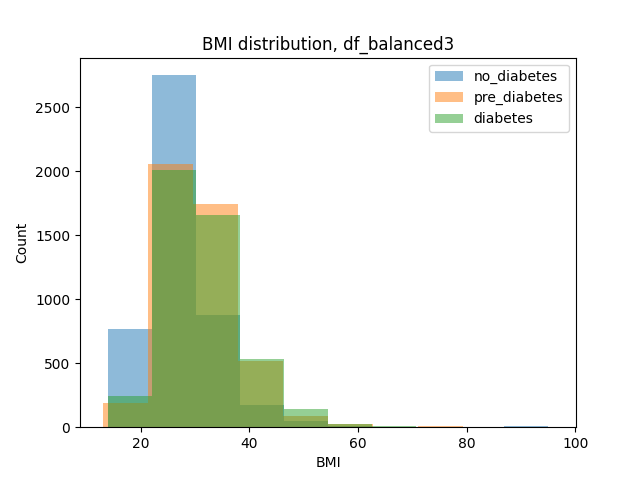 BMI distribution, df_balanced3
no_diabetes
pre_diabetes
diabetes
Count
2500
2000
1500
1000
500
0
20 40 60 80 100
BMI